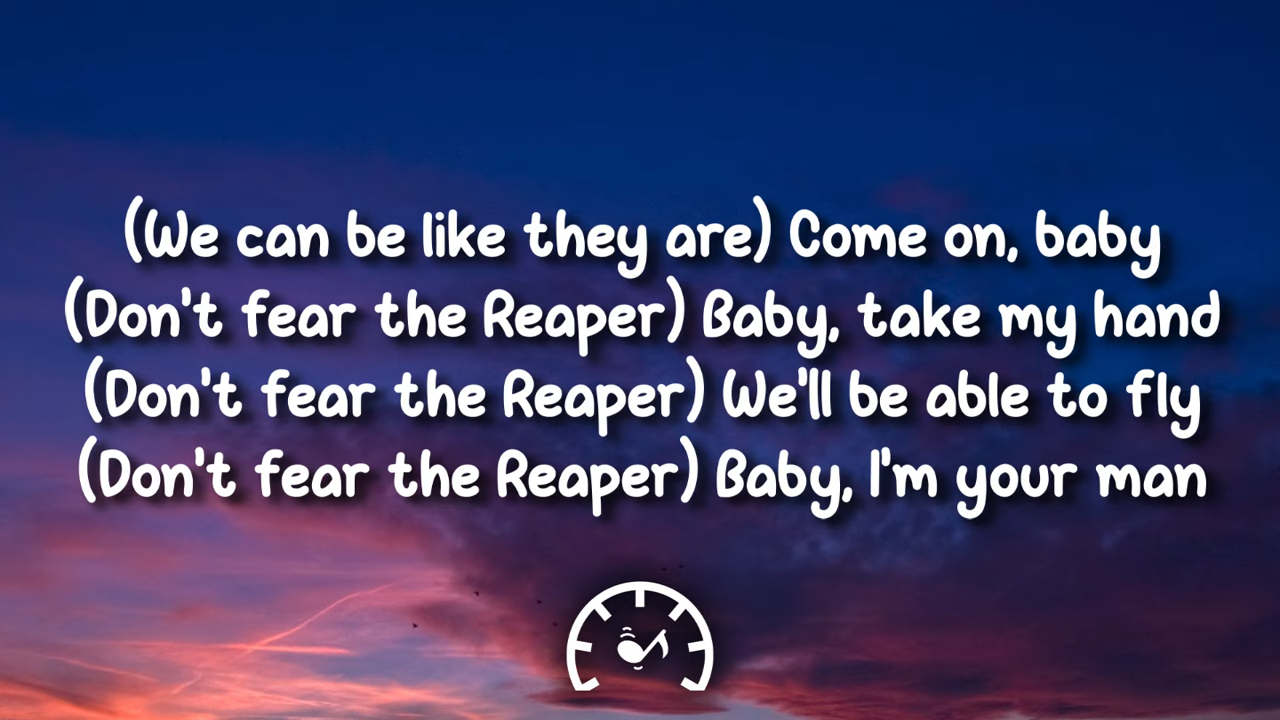 (We can be like they are) Come on, baby
(Don't fear the Reaper) Baby, take my hand
(Don't fear the Reaper) We'll be able to fly
(Don't fear the Reaper) Baby, I'm your man